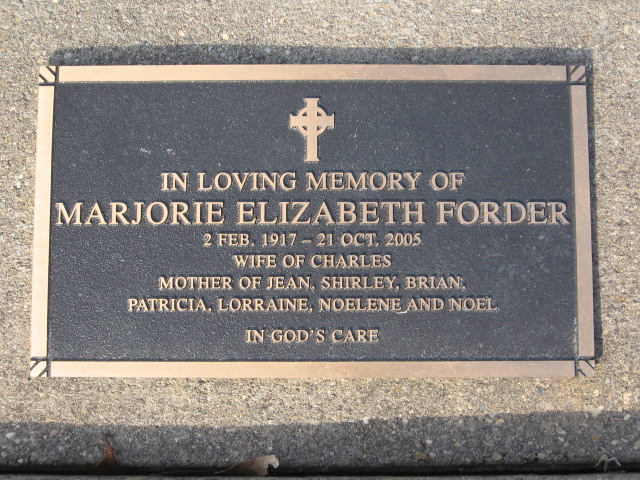 IN LOVING MEMORY OF
MARJORIE ELIZABETH FORDER
2 FEB. 1917 – 21 OCT. 2005
WIFE OF CHARLES
MOTHER OF JEAN, SHIRLEY, BRIAN,
PATRICIA, LORRAINE, NOELENE AND NOEL
IN GOD'S CARE